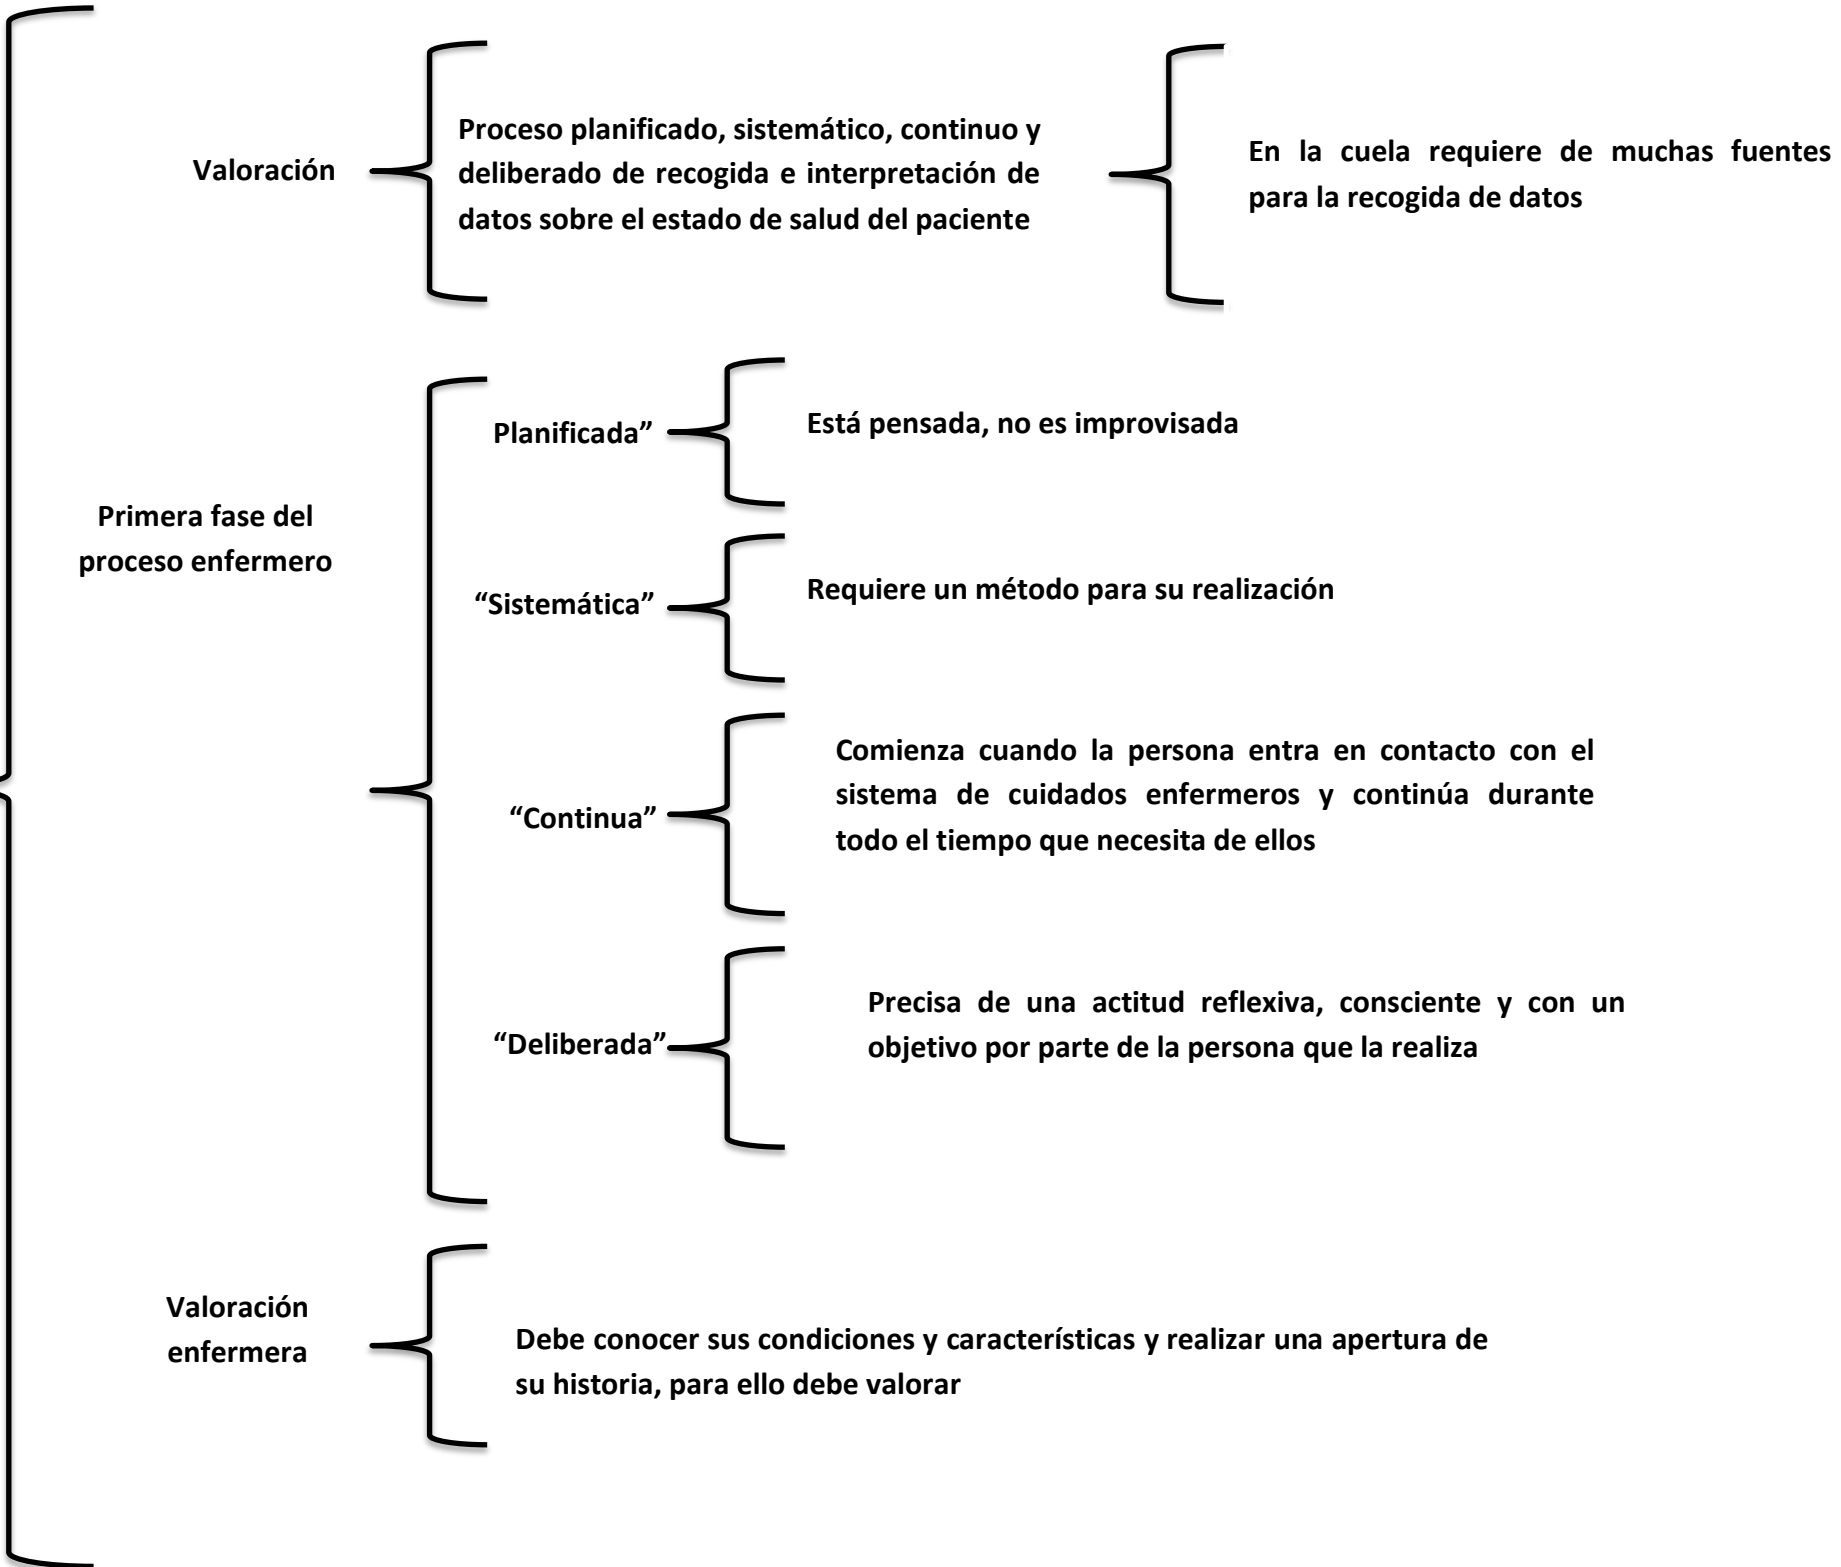 Valoración
Proceso planificado, sistemático, continuo y
deliberado de recogida e interpretación de
datos sobre el estado de salud del paciente
En la cuela requiere de muchas fuentes
para la recogida de datos
Primera fase del
proceso enfermero
Planificada”
Está pensada, no es improvisada
“Sistemática”
Requiere un método para su realización
“Continua”
Comienza cuando la persona entra en contacto con el
sistema de cuidados enfermeros y continúa durante
todo el tiempo que necesita de ellos
“Deliberada”
Precisa de una actitud reflexiva, consciente y con un
objetivo por parte de la persona que la realiza
Valoración
enfermera
Debe conocer sus condiciones y características y realizar una apertura de
su historia, para ello debe valorar